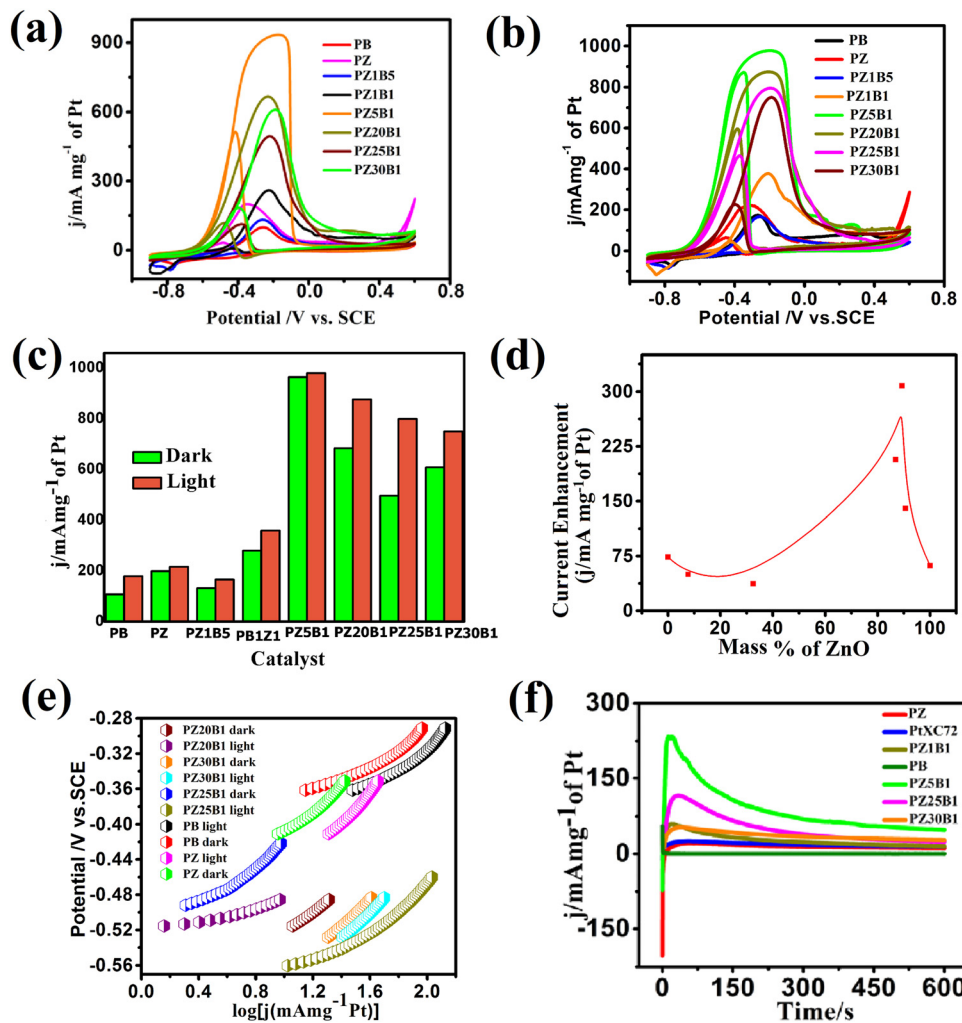 (a)
j/mA mg⁻¹ of Pt
900
600
300
0
-0.8 -0.4 0.0 0.4 0.8
Potential /V vs. SCE
PB
PZ
PZ1B5
PZ1B1
PZ5B1
PZ20B1
PZ25B1
PZ30B1
(b)
j/mAmg⁻¹ of Pt
1000
800
600
400
200
0
-0.8 -0.4 0.0 0.4 0.8
Potential /V vs.SCE
PB
PZ
PZ1B5
PZ1B1
PZ5B1
PZ20B1
PZ25B1
PZ30B1
(c)
j/mAmg⁻¹of Pt
1000
800
600
400
200
0
Dark
Light
PB PZ PZ1B5 PB1Z1 PZ5B1 PZ20B1 PZ25B1 PZ30B1
Catalyst
(d)
Current Enhancement
(j/mA mg⁻¹of Pt)
300
225
150
75
0
0 20 40 60 80 100
Mass % of ZnO
(e)
Potential /V vs.SCE
-0.28
-0.32
-0.36
-0.40
-0.44
-0.48
-0.52
-0.56
PZ20B1 dark
PZ20B1 light
PZ30B1 dark
PZ30B1 light
PZ25B1 dark
PZ25B1 light
PB light
PB dark
PZ light
PZ dark
0.0 0.4 0.8 1.2 1.6 2.0
log[j(mAmg⁻¹Pt)]
(f)
j/mAmg⁻¹of Pt
300
150
0
-150
0 150 300 450 600
Time/s
PZ
PtXC72
PZ1B1
PB
PZ5B1
PZ25B1
PZ30B1